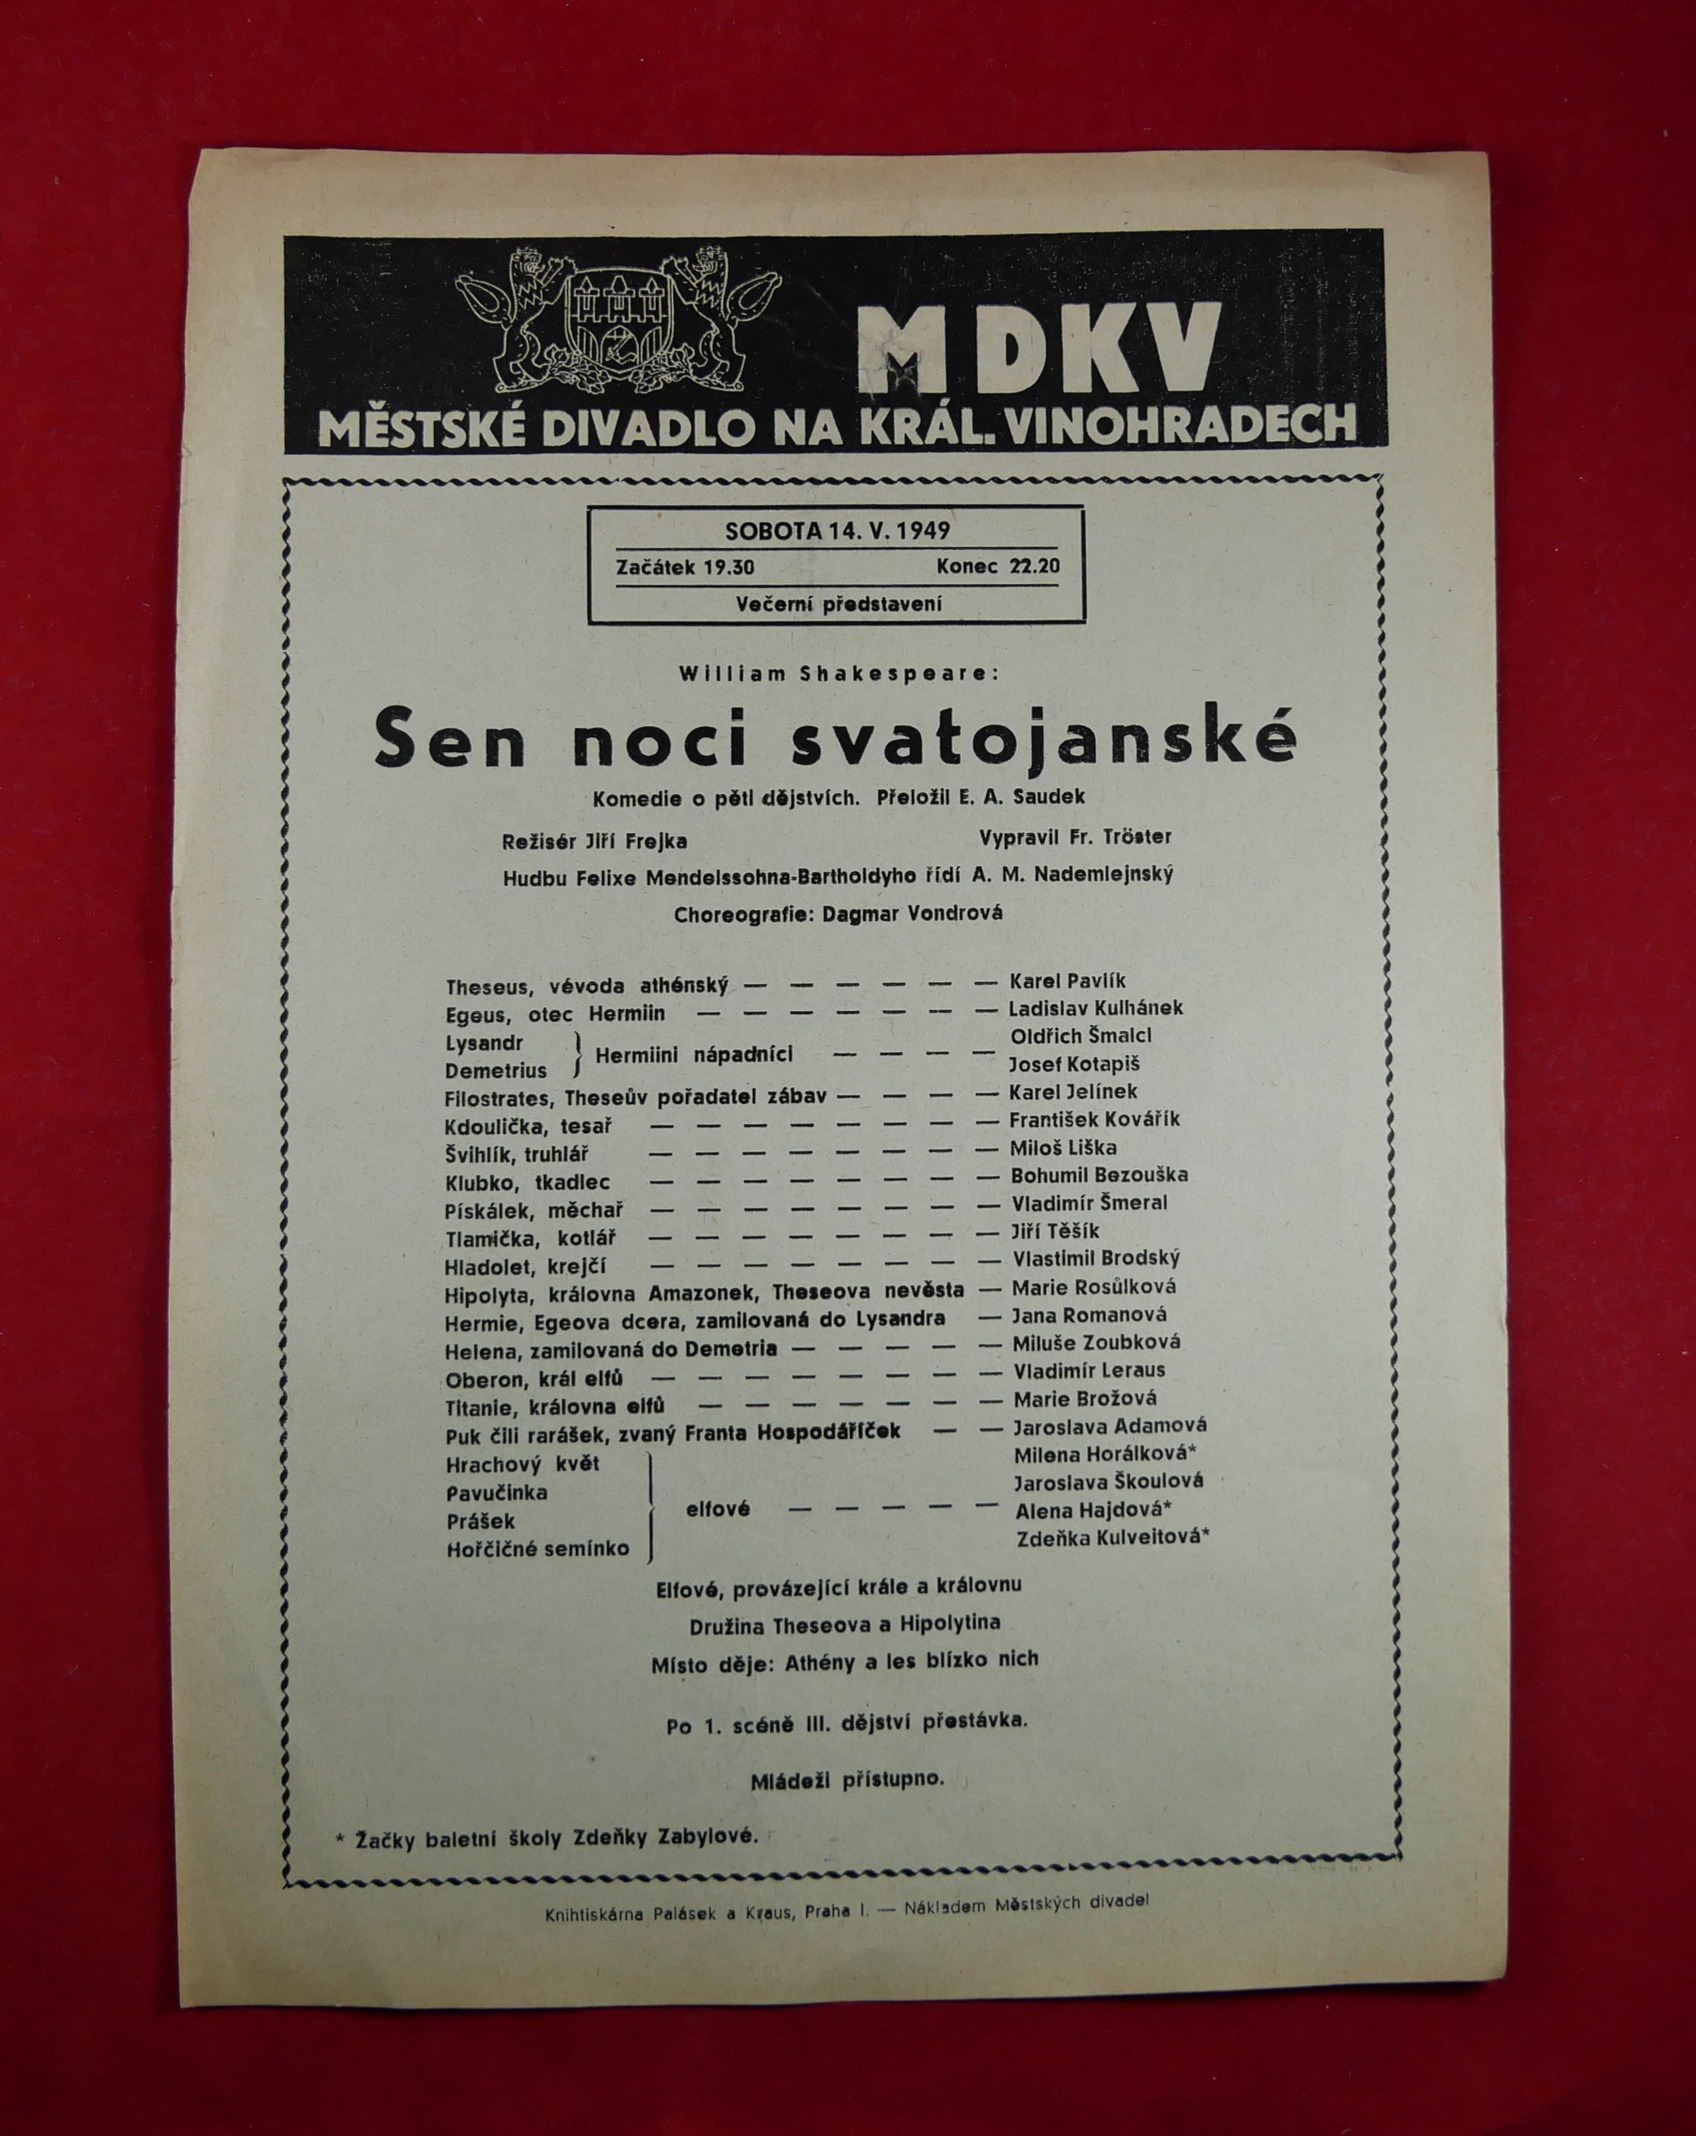 MDKV
MĚSTSKÉ DIVADLO NA KRÁL. VINOHRADECH
SOBOTA 14. V. 1949
Začátek 19.30 Konec 22.20
Večerní představení
William Shakespeare:
Sen noci svatojanské
Komedie o pěti dějstvích. Přeložil E. A. Saudek
Režisér Jiří Frejka Vypravil Fr. Tröster
Hudbu Felixe Mendelssohna-Bartholdyho řídí A. M. Nademlejnský
Choreografie: Dagmar Vondrová
Theseus, vévoda athénský — — — — — — Karel Pavlík
Egeus, otec Hermiin — — — — — — — Ladislav Kulhánek
Lysandr } Hermiini nápadníci — — — — Oldřich Šmalcl
Demetrius Josef Kotapiš
Filostrates, Theseův pořadatel zábav — — — — Karel Jelínek
Kdoulička, tesař — — — — — — — — František Kovářík
Švihlík, truhlář — — — — — — — — Miloš Liška
Klubko, tkadlec — — — — — — — — Bohumil Bezouška
Pískálek, měchař — — — — — — — — Vladimír Šmeral
Tlamička, kotlář — — — — — — — — Jiří Těšík
Hladolet, krejčí — — — — — — — — Vlastimil Brodský
Hipolyta, královna Amazonek, Theseova nevěsta — Marie Rosůlková
Hermie, Egeova dcera, zamilovaná do Lysandra — Jana Romanová
Helena, zamilovaná do Demetria — — — — — Miluše Zoubková
Oberon, král elfů — — — — — — — — Vladimír Leraus
Titanie, královna elfů — — — — — — — Marie Brožová
Puk čili rarášek, zvaný Franta Hospodáříček — — Jaroslava Adamová
Hrachový květ Milena Horálková*
Pavučinka Jaroslava Škoulová
Prášek } elfové — — — — — Alena Hajdová*
Hořčičné semínko Zdeňka Kulveitová*
Elfové, provázející krále a královnu
Družina Theseova a Hipolytina
Místo děje: Athény a les blízko nich
Po 1. scéně III. dějství přestávka.
Mládeži přístupno.
* Žačky baletní školy Zdeňky Zabylové.
Knihtiskárna Palásek a Kraus, Praha I. — Nákladem Městských divadel